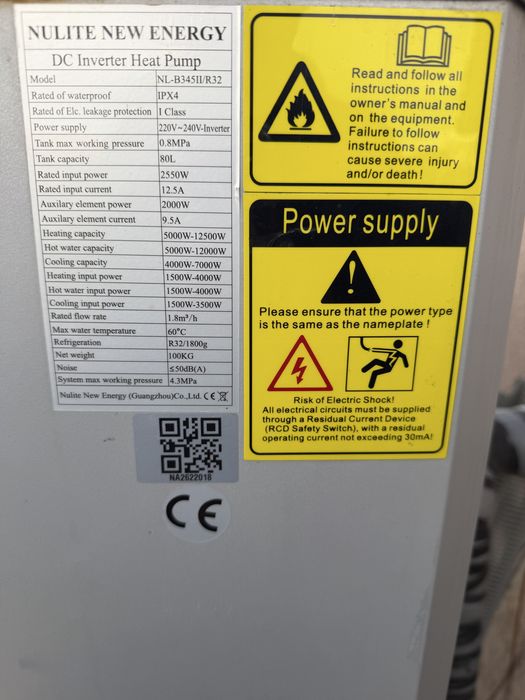 NULITE NEW ENERGY
DC Inverter Heat Pump
Model NL-B345II/R32
Rated of waterproof IPX4
Rated of Elc. leakage protection I Class
Power supply 220V~240V-Inverter
Tank max working pressure 0.8MPa
Tank capacity 80L
Rated input power 2550W
Rated input current 12.5A
Auxilary element power 2000W
Auxilary element current 9.5A
Heating capacity 5000W-12500W
Hot water capacity 5000W-12000W
Cooling capacity 4000W-7000W
Heating input power 1500W-4000W
Hot water input power 1500W-4000W
Cooling input power 1500W-3500W
Rated flow rate 1.8m³/h
Max water temperature 60°C
Refrigeration R32/1800g
Net weight 100KG
Noise ≤50dB(A)
System max working pressure 4.3MPa
Nulite New Energy (Guangzhou)Co.,Ltd. CE
NA2622018
CE
Read and follow all
instructions in the
owner's manual and
on the equipment.
Failure to follow
instructions can
cause severe injury
and/or death!
Power supply
Please ensure that the power type
is the same as the nameplate !
Risk of Electric Shock!
All electrical circuits must be supplied
through a Residual Current Device
(RCD Safety Switch), with a residual
operating current not exceeding 30mA!